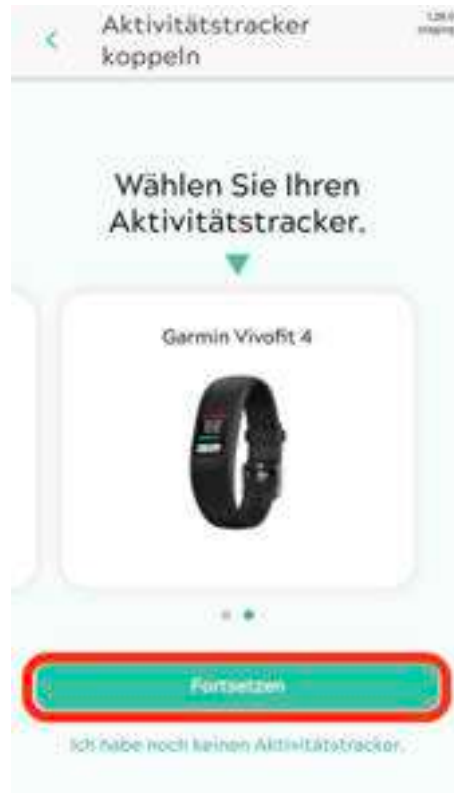 Aktivitätstracker
koppeln
Wählen Sie Ihren
Aktivitätstracker.
Garmin Vivofit 4
Fortsetzen
Ich habe noch keinen Aktivitätstracker.